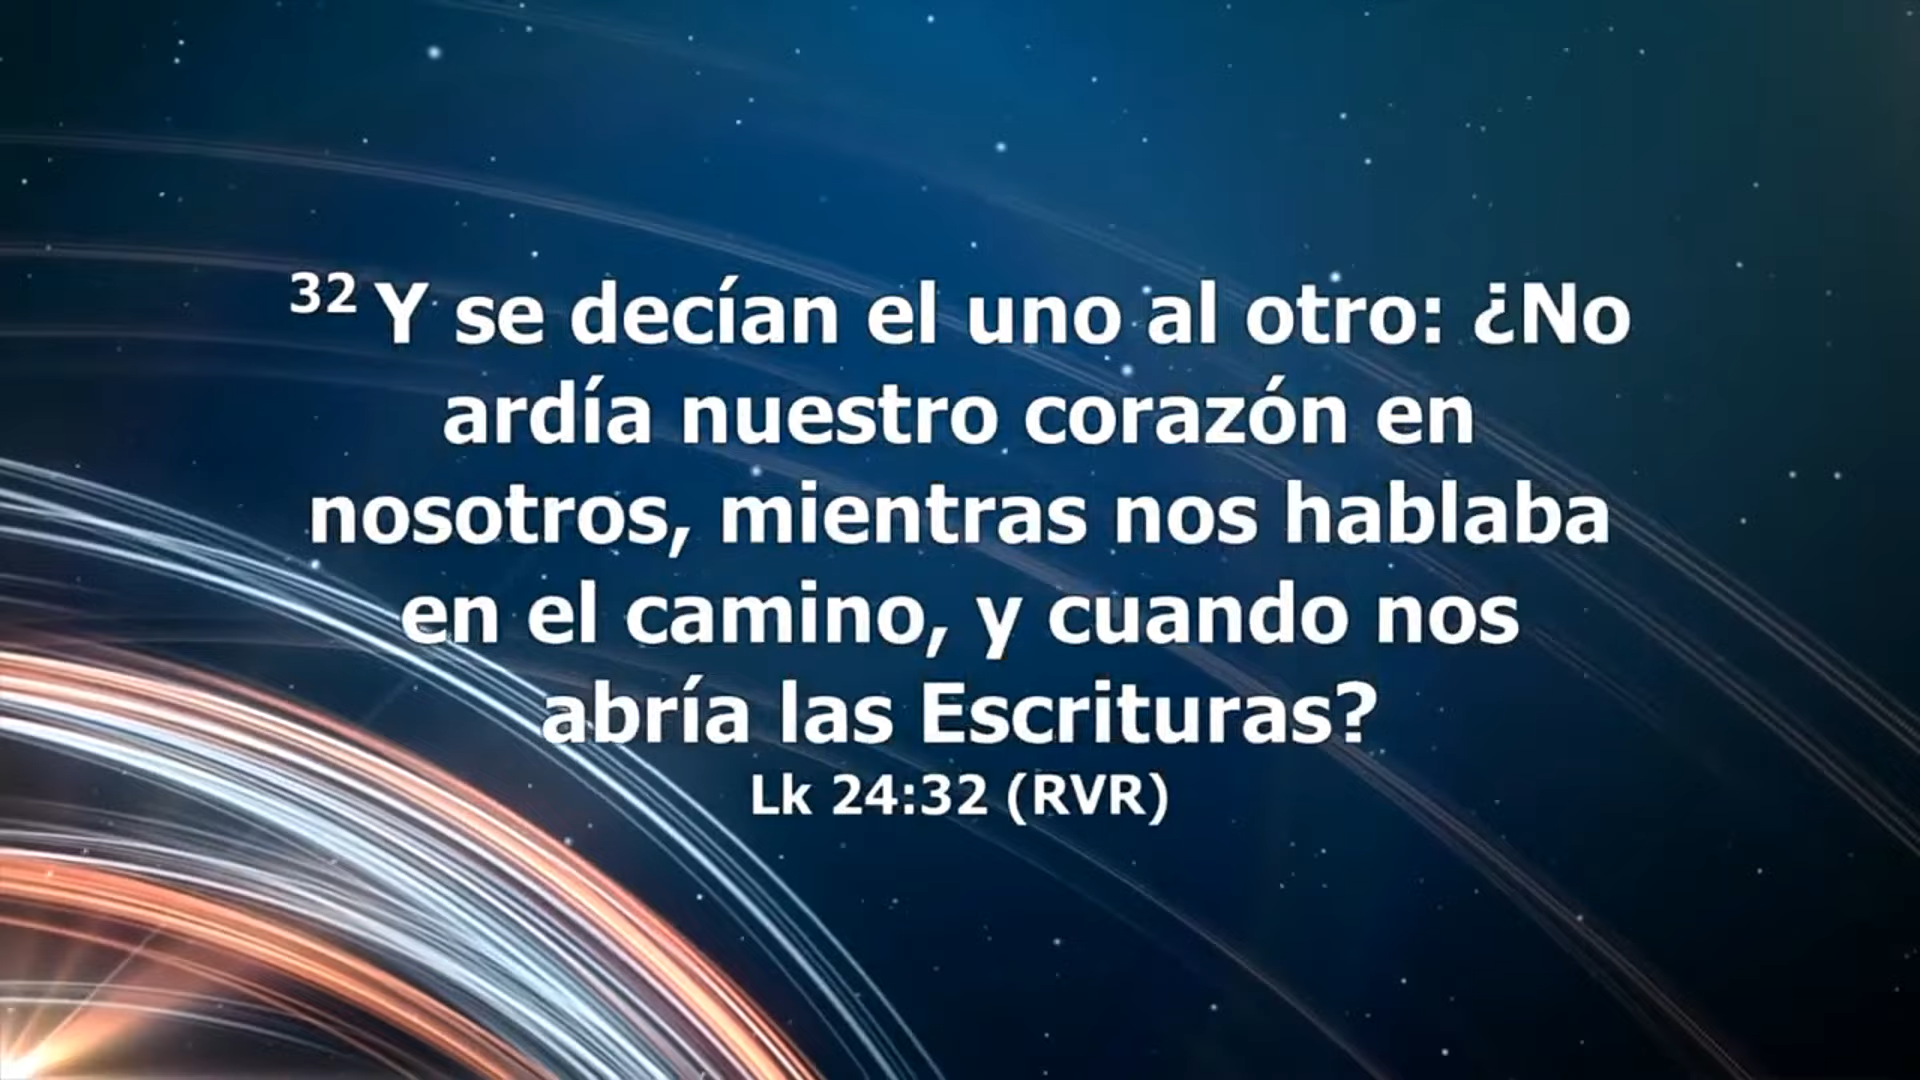 32 Y se decían el uno al otro: ¿No
ardía nuestro corazón en
nosotros, mientras nos hablaba
en el camino, y cuando nos
abría las Escrituras?
Lk 24:32 (RVR)